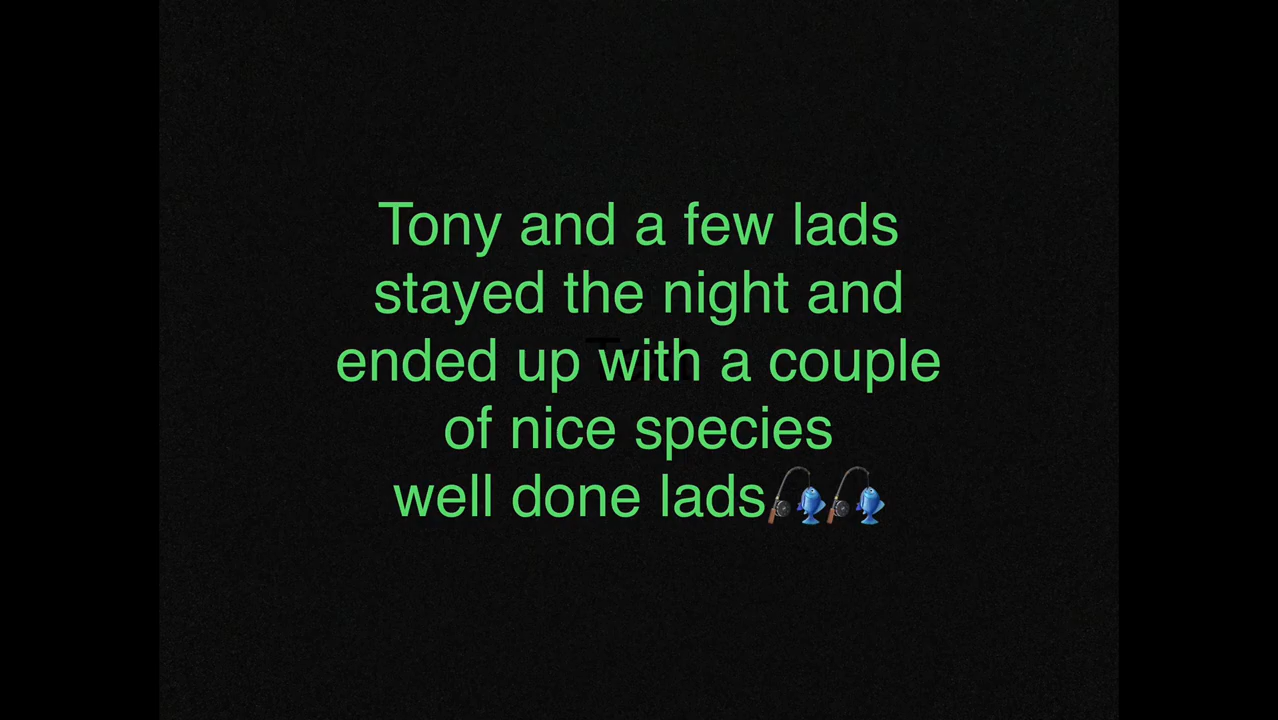 Tony and a few lads
stayed the night and
ended up with a couple
of nice species
well done lads🎣🎣